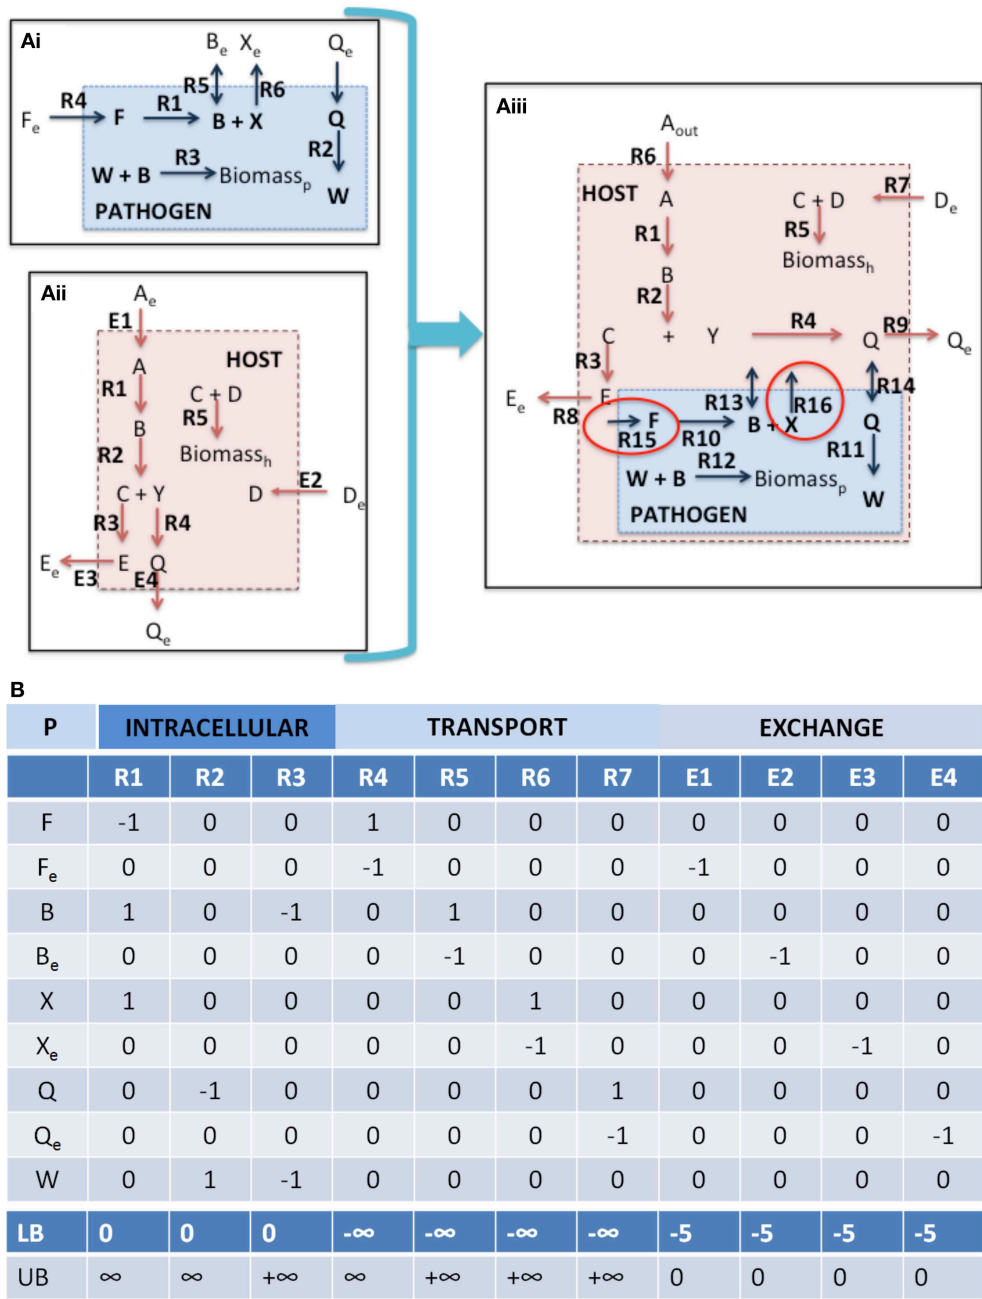 Ai
Bₑ Xₑ Qₑ
R5 R6
R4 R1
Fₑ F B + X Q
R2
R3
W + B Biomassₚ
W
PATHOGEN
Aii
Aₑ
E1
HOST
A
R1
C + D
R5
B
R2
Biomassₕ
E2
C + Y D Dₑ
R3 R4
Eₑ E Q
E3 E4
Qₑ
Aiii
Aout
R6
HOST
R7
A C + D Dₑ
R1 R5
Biomassₕ
B
R2
R4 R9
C + Y Q Qₑ
R3
R14
Eₑ E
R8
R13 R16
F B + X Q
R15 R10
R11
R12
W + B Biomassₚ
W
PATHOGEN
B
P INTRACELLULAR TRANSPORT EXCHANGE
R1 R2 R3 R4 R5 R6 R7 E1 E2 E3 E4
F -1 0 0 1 0 0 0 0 0 0 0
Fₑ 0 0 0 -1 0 0 0 -1 0 0 0
B 1 0 -1 0 1 0 0 0 0 0 0
Bₑ 0 0 0 0 -1 0 0 0 -1 0 0
X 1 0 0 0 0 1 0 0 0 0 0
Xₑ 0 0 0 0 0 -1 0 0 0 -1 0
Q 0 -1 0 0 0 0 1 0 0 0 0
Qₑ 0 0 0 0 0 0 -1 0 0 0 -1
W 0 1 -1 0 0 0 0 0 0 0 0
LB 0 0 0 -∞ -∞ -∞ -∞ -5 -5 -5 -5
UB ∞ ∞ +∞ ∞ +∞ +∞ +∞ 0 0 0 0